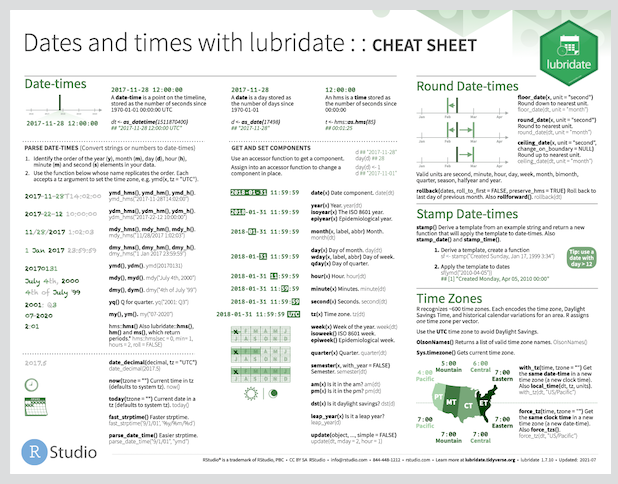 Dates and times with lubridate : : CHEAT SHEET
lubridate
Date-times
2017-11-28 12:00:00
2017-11-28 12:00:00
A date-time is a point on the timeline,
stored as the number of seconds since
1970-01-01 00:00:00 UTC
dt <- as_datetime(1511870400)
## "2017-11-28 12:00:00 UTC"
2017-11-28
A date is a day stored as
the number of days since
1970-01-01
d <- as_date(17498)
## "2017-11-28"
12:00:00
An hms is a time stored as
the number of seconds since
00:00:00
t <- hms::as.hms(85)
## 00:01:25
PARSE DATE-TIMES (Convert strings or numbers to date-times)
1. Identify the order of the year (y), month (m), day (d), hour (h),
minute (m) and second (s) elements in your data.
2. Use the function below whose name replicates the order. Each
accepts a tz argument to set the time zone, e.g. ymd(x, tz = "UTC").
2017-11-28T14:02:00
ymd_hms(), ymd_hm(), ymd_h().
ymd_hms("2017-11-28T14:02:00")
2017-22-12 10:00:00
ydm_hms(), ydm_hm(), ydm_h().
ydm_hms("2017-22-12 10:00:00")
11/28/2017 1:02:03
mdy_hms(), mdy_hm(), mdy_h().
mdy_hms("11/28/2017 1:02:03")
1 Jan 2017 23:59:59
dmy_hms(), dmy_hm(), dmy_h().
dmy_hms("1 Jan 2017 23:59:59")
20170131
ymd(), ydm(). ymd(20170131)
July 4th, 2000
mdy(), myd(). mdy("July 4th, 2000")
4th of July '99
dmy(), dym(). dmy("4th of July '99")
2001: Q3
yq() Q for quarter. yq("2001: Q3")
07-2020
my(), ym(). my("07-2020")
2:01
hms::hms() Also lubridate::hms(),
hm() and ms(), which return
periods.* hms::hms(sec = 0, min= 1,
hours = 2, roll = FALSE)
2017.5
date_decimal(decimal, tz = "UTC")
date_decimal(2017.5)
now(tzone = "") Current time in tz
(defaults to system tz). now()
today(tzone = "") Current date in a
tz (defaults to system tz). today()
fast_strptime() Faster strptime.
fast_strptime('9/1/01', '%y/%m/%d')
parse_date_time() Easier strptime.
parse_date_time("9/1/01", "ymd")
GET AND SET COMPONENTS
Use an accessor function to get a component.
Assign into an accessor function to change a
component in place.
d ## "2017-11-28"
day(d) ## 28
day(d) <- 1
d ## "2017-11-01"
2018-01-31 11:59:59
date(x) Date component. date(dt)
2018-01-31 11:59:59
year(x) Year. year(dt)
isoyear(x) The ISO 8601 year.
epiyear(x) Epidemiological year.
2018-01-31 11:59:59
month(x, label, abbr) Month.
month(dt)
2018-01-31 11:59:59
day(x) Day of month. day(dt)
wday(x, label, abbr) Day of week.
qday(x) Day of quarter.
2018-01-31 11:59:59
hour(x) Hour. hour(dt)
2018-01-31 11:59:59
minute(x) Minutes. minute(dt)
2018-01-31 11:59:59
second(x) Seconds. second(dt)
2018-01-31 11:59:59 UTC
tz(x) Time zone. tz(dt)
week(x) Week of the year. week(dt)
isoweek() ISO 8601 week.
epiweek() Epidemiological week.
quarter(x) Quarter. quarter(dt)
semester(x, with_year = FALSE)
Semester. semester(dt)
am(x) Is it in the am? am(dt)
pm(x) Is it in the pm? pm(dt)
dst(x) Is it daylight savings? dst(d)
leap_year(x) Is it a leap year?
leap_year(d)
update(object, ..., simple = FALSE)
update(dt, mday = 2, hour = 1)
Round Date-times
floor_date(x, unit = "second")
Round down to nearest unit.
floor_date(dt, unit = "month")
round_date(x, unit = "second")
Round to nearest unit.
round_date(dt, unit = "month")
ceiling_date(x, unit = "second",
change_on_boundary = NULL)
Round up to nearest unit.
ceiling_date(dt, unit = "month")
Valid units are second, minute, hour, day, week, month, bimonth,
quarter, season, halfyear and year.
rollback(dates, roll_to_first = FALSE, preserve_hms = TRUE) Roll back to
last day of previous month. Also rollforward(). rollback(dt)
Stamp Date-times
stamp() Derive a template from an example string and return a new
function that will apply the template to date-times. Also
stamp_date() and stamp_time().
1. Derive a template, create a function
sf <- stamp("Created Sunday, Jan 17, 1999 3:34")
2. Apply the template to dates
sf(ymd("2010-04-05"))
## [1] "Created Monday, Apr 05, 2010 00:00"
Tip: use a
date with
day > 12
Time Zones
R recognizes ~600 time zones. Each encodes the time zone, Daylight
Savings Time, and historical calendar variations for an area. R assigns
one time zone per vector.
Use the UTC time zone to avoid Daylight Savings.
OlsonNames() Returns a list of valid time zone names. OlsonNames()
Sys.timezone() Gets current time zone.
4:00
Pacific
5:00
Mountain
6:00
Central
7:00
Eastern
PT
MT
CT
ET
7:00
Pacific
7:00
Mountain
7:00
Central
7:00
Eastern
with_tz(time, tzone = "") Get
the same date-time in a new
time zone (a new clock time).
Also local_time(dt, tz, units).
with_tz(dt, "US/Pacific")
force_tz(time, tzone = "") Get
the same clock time in a new
time zone (a new date-time).
Also force_tzs().
force_tz(dt, "US/Pacific")
R Studio
RStudio® is a trademark of RStudio, PBC • CC BY SA RStudio • info@rstudio.com • 844-448-1212 • rstudio.com • Learn more at lubridate.tidyverse.org • lubridate 1.7.10 • Updated: 2021-07